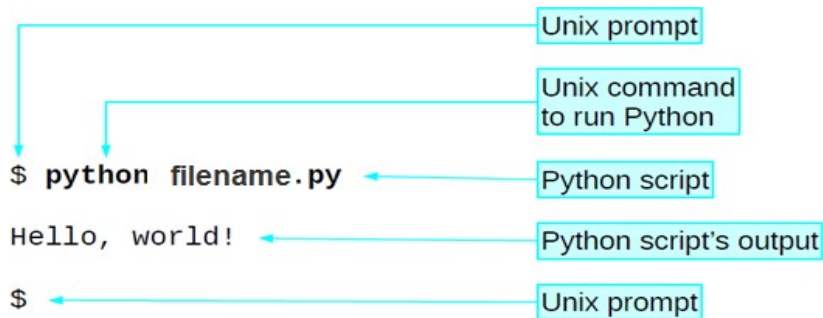 Unix prompt
Unix command
to run Python
$ python filename.py
Python script
Hello, world!
Python script's output
$
Unix prompt